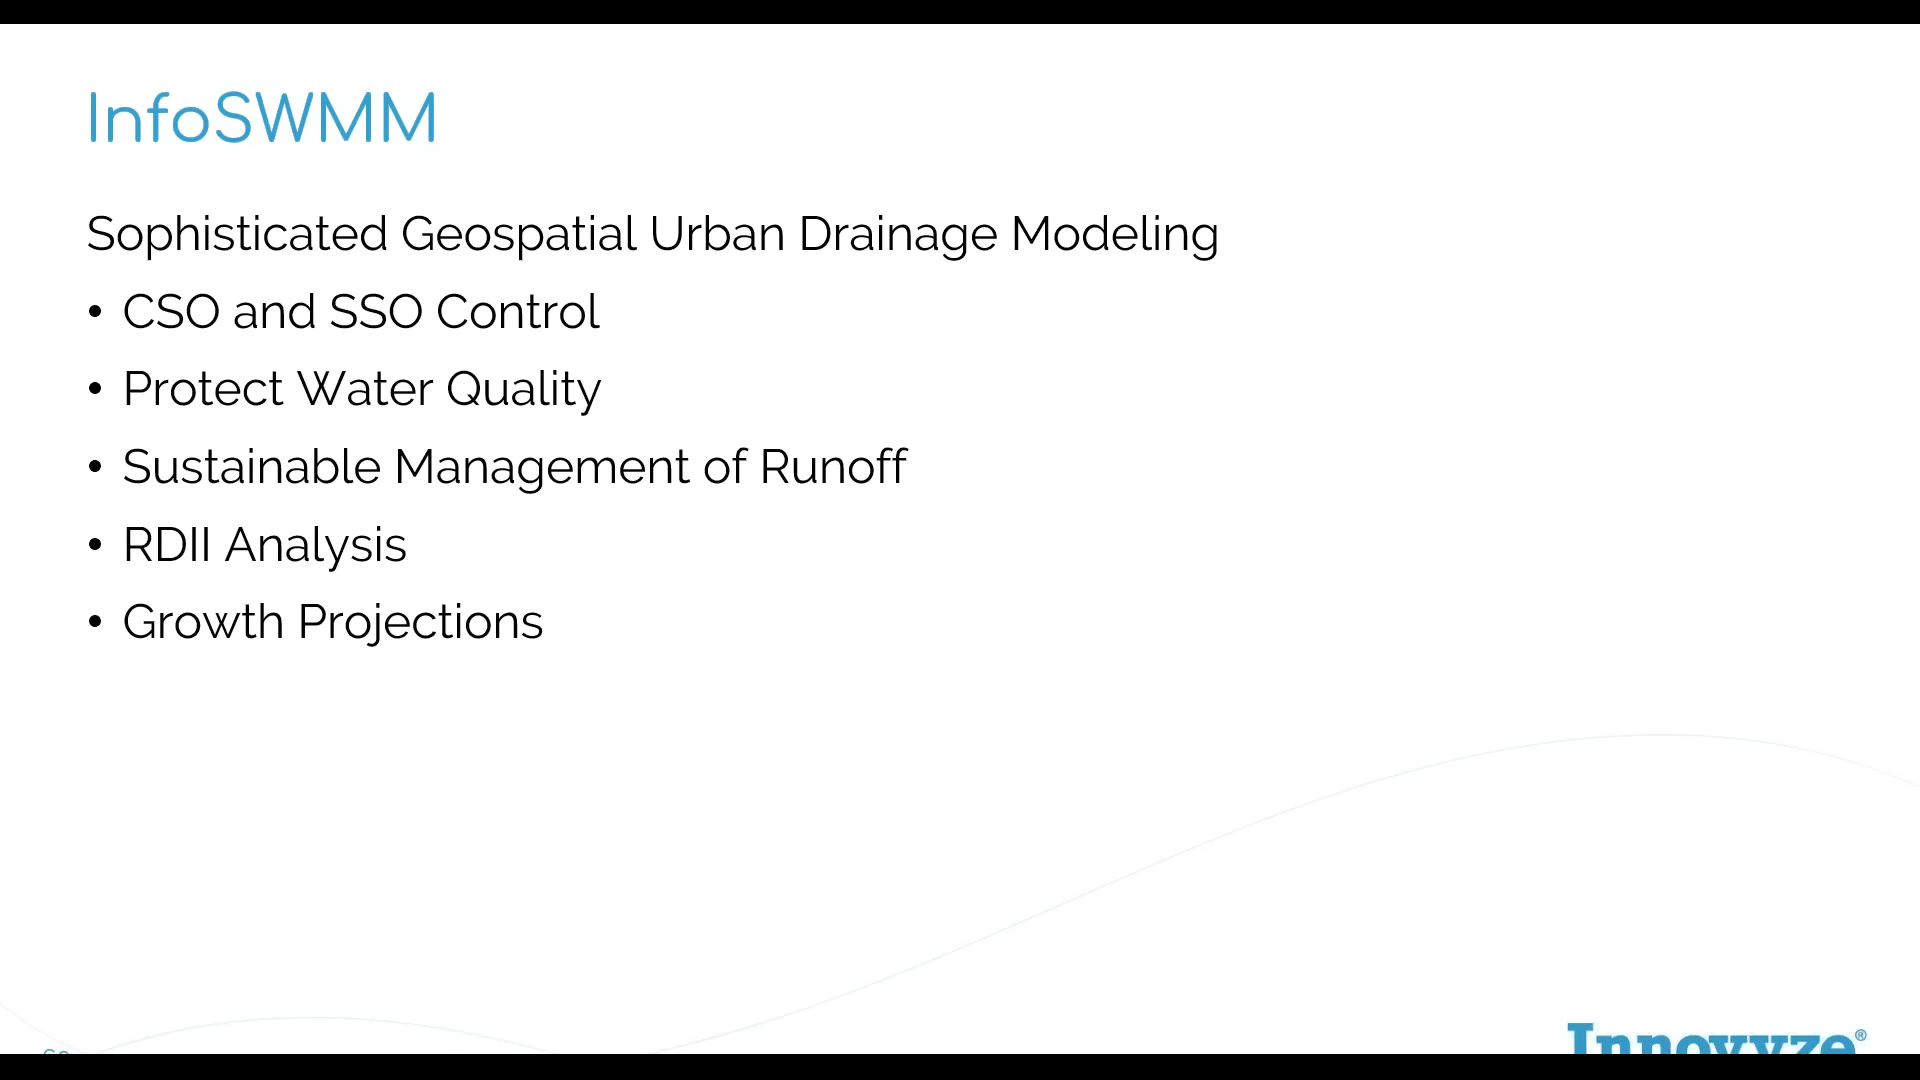 InfoSWMM
Sophisticated Geospatial Urban Drainage Modeling
• CSO and SSO Control
• Protect Water Quality
• Sustainable Management of Runoff
• RDII Analysis
• Growth Projections
Innovyze®